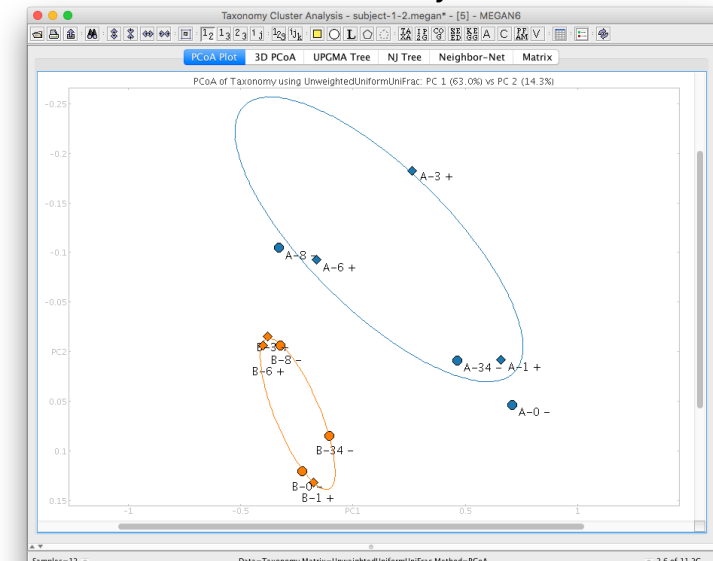 Taxonomy Cluster Analysis - subject-1-2.megan* - [5] - MEGAN6
PCoA Plot 3D PCoA UPGMA Tree NJ Tree Neighbor-Net Matrix
PCoA of Taxonomy using UnweightedUniformUniFrac: PC 1 (63.0%) vs PC 2 (14.3%)
-0.25
-0.2
-0.15
-0.1
-0.05
PC2
0.05
0.1
0.15
A-3 +
A-8 -
A-6 +
B-3 +
B-8 -
B-6 +
A-34 -
A-1 +
A-0 -
B-34 -
B-0 -
B-1 +
-1 -0.5 PC1 0.5 1